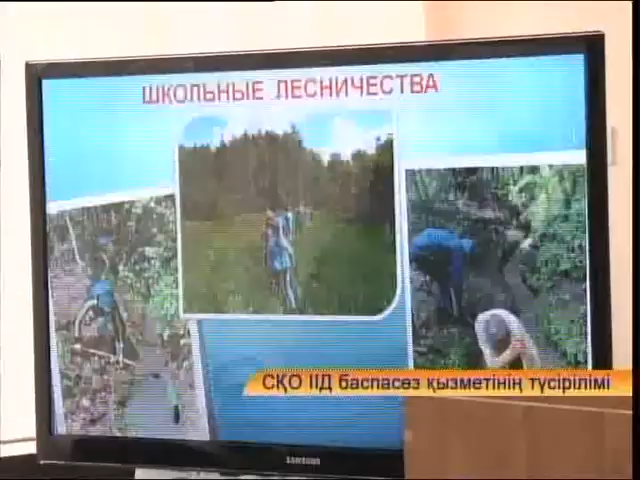 ШКОЛЬНЫЕ ЛЕСНИЧЕСТВА
СҚО ІІД баспасөз қызметінің түсірілімі
SAMSUNG